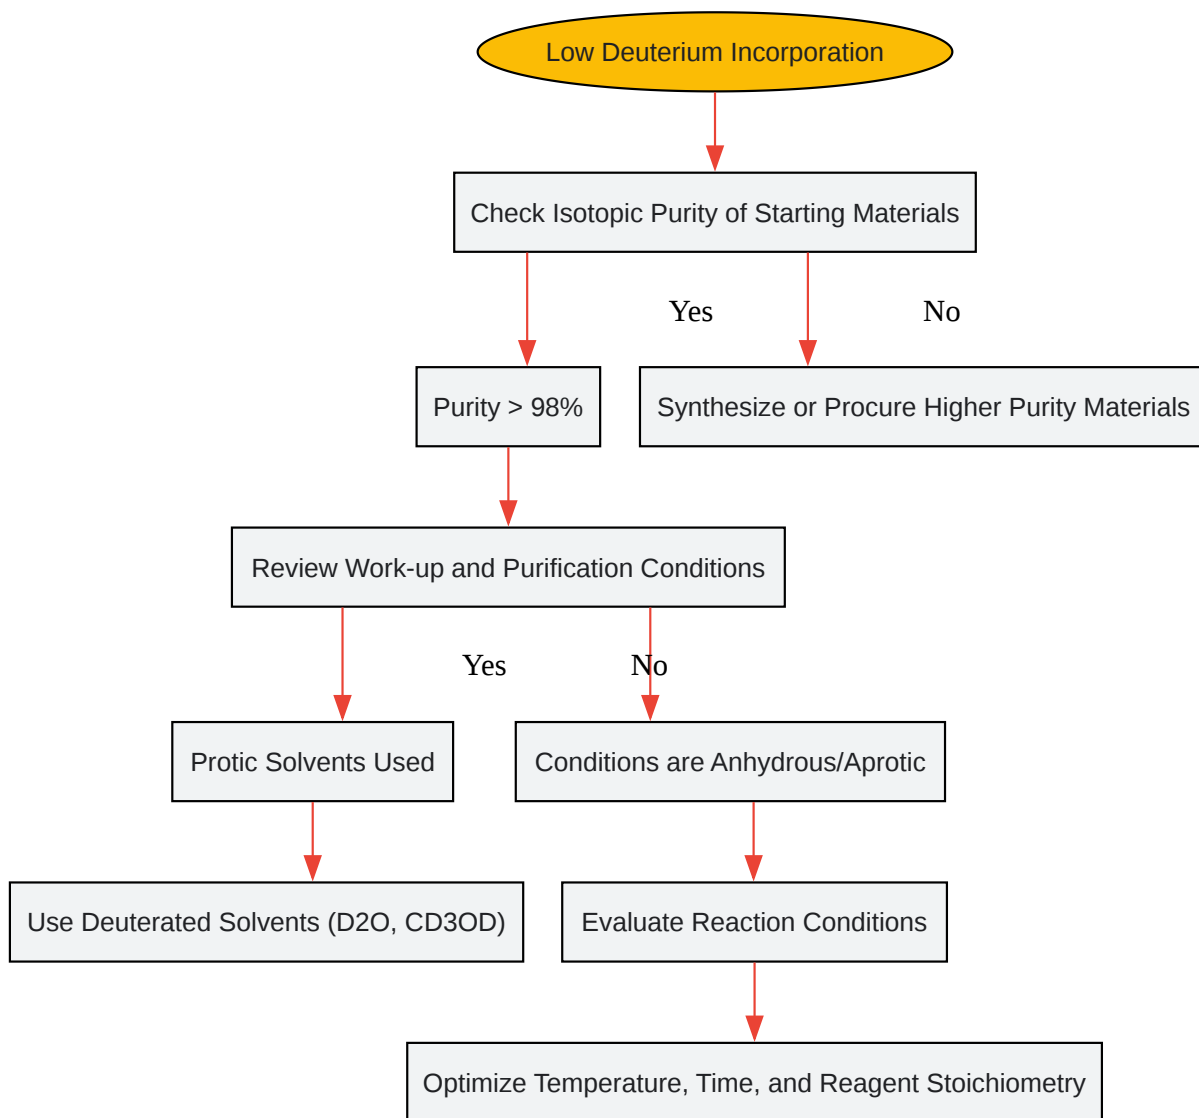 Low Deuterium Incorporation
Check Isotopic Purity of Starting Materials
Yes
No
Purity > 98%
Synthesize or Procure Higher Purity Materials
Review Work-up and Purification Conditions
Yes
No
Protic Solvents Used
Conditions are Anhydrous/Aprotic
Use Deuterated Solvents (D2O, CD3OD)
Evaluate Reaction Conditions
Optimize Temperature, Time, and Reagent Stoichiometry